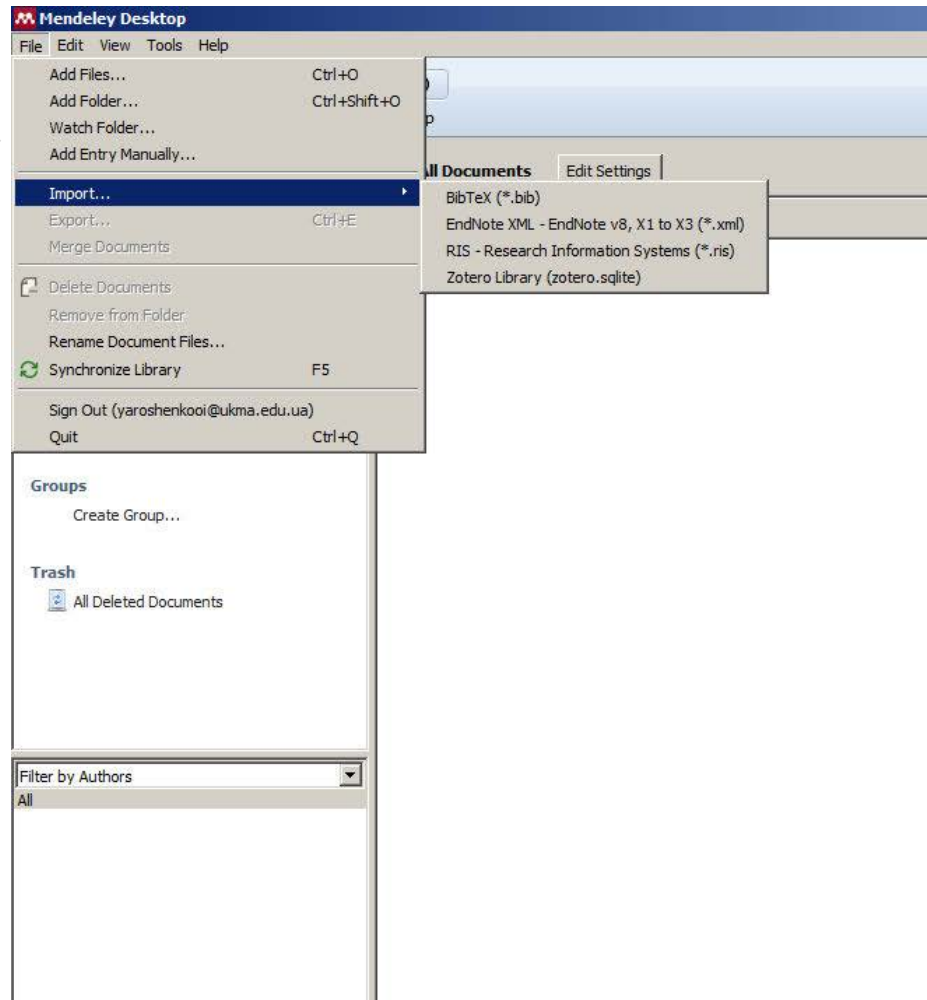 Mendeley Desktop
File Edit View Tools Help
Add Files... Ctrl+O
Add Folder... Ctrl+Shift+O
Watch Folder...
Add Entry Manually...
Import...
Export... Ctrl+E
Merge Documents
Delete Documents
Remove from Folder
Rename Document Files...
Synchronize Library F5
Sign Out (yaroshenkooi@ukma.edu.ua)
Quit Ctrl+Q
Documents Edit Settings
BibTeX (*.bib)
EndNote XML - EndNote v8, X1 to X3 (*.xml)
RIS - Research Information Systems (*.ris)
Zotero Library (zotero.sqlite)
Groups
Create Group...
Trash
All Deleted Documents
Filter by Authors
All